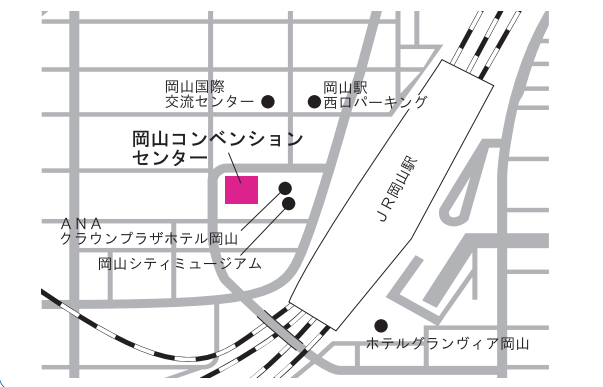 岡山国際
交流センター
岡山駅
西口パーキング
岡山コンベンション
センター
JR岡山駅
ANA
クラウンプラザホテル岡山
岡山シティミュージアム
ホテルグランヴィア岡山